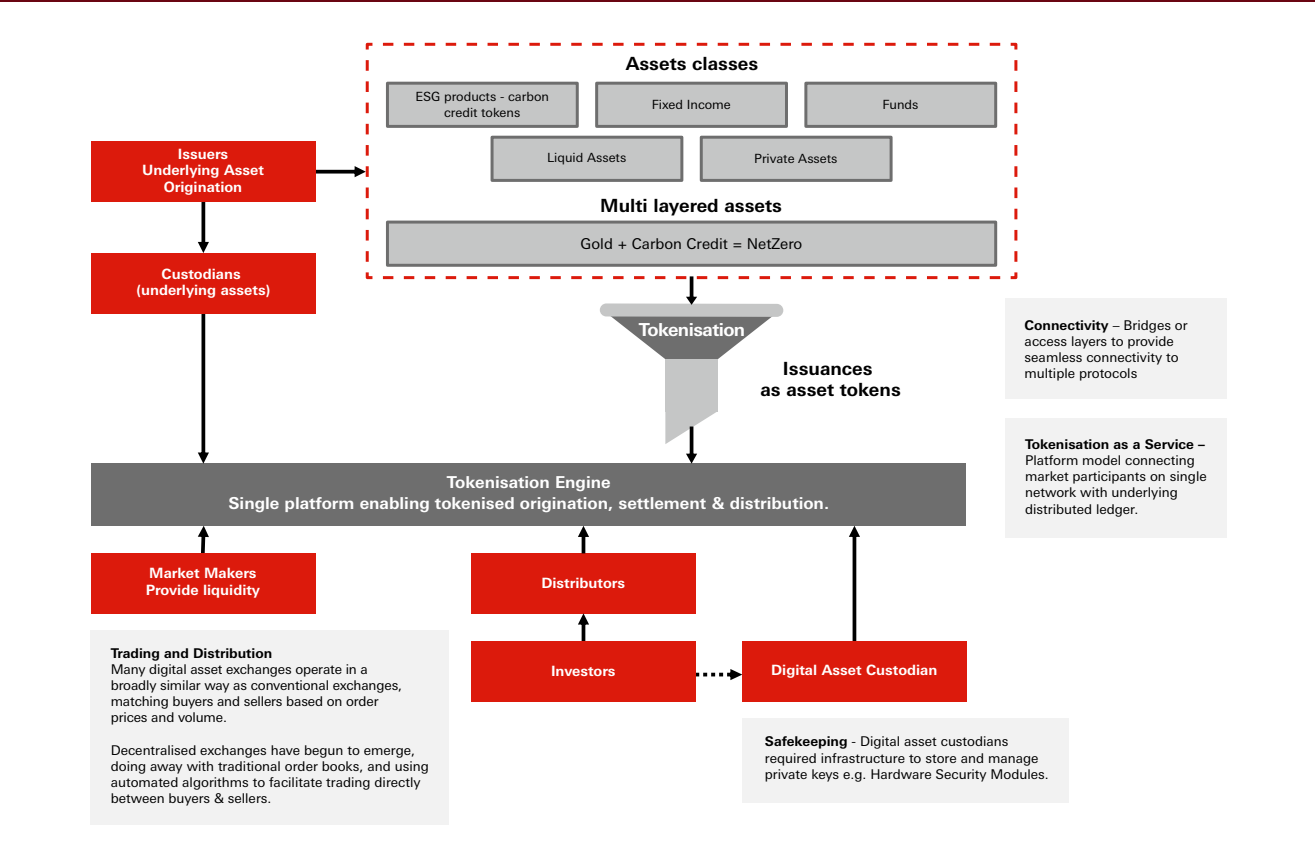 Assets classes
ESG products - carbon
credit tokens
Fixed Income
Funds
Liquid Assets
Private Assets
Multi layered assets
Gold + Carbon Credit = NetZero
Issuers
Underlying Asset
Origination
Custodians
(underlying assets)
Tokenisation
Issuances
as asset tokens
Connectivity – Bridges or
access layers to provide
seamless connectivity to
multiple protocols
Tokenisation as a Service –
Platform model connecting
market participants on single
network with underlying
distributed ledger.
Tokenisation Engine
Single platform enabling tokenised origination, settlement & distribution.
Market Makers
Provide liquidity
Distributors
Investors
Digital Asset Custodian
Trading and Distribution
Many digital asset exchanges operate in a
broadly similar way as conventional exchanges,
matching buyers and sellers based on order
prices and volume.
Decentralised exchanges have begun to emerge,
doing away with traditional order books, and using
automated algorithms to facilitate trading directly
between buyers & sellers.
Safekeeping - Digital asset custodians
required infrastructure to store and manage
private keys e.g. Hardware Security Modules.